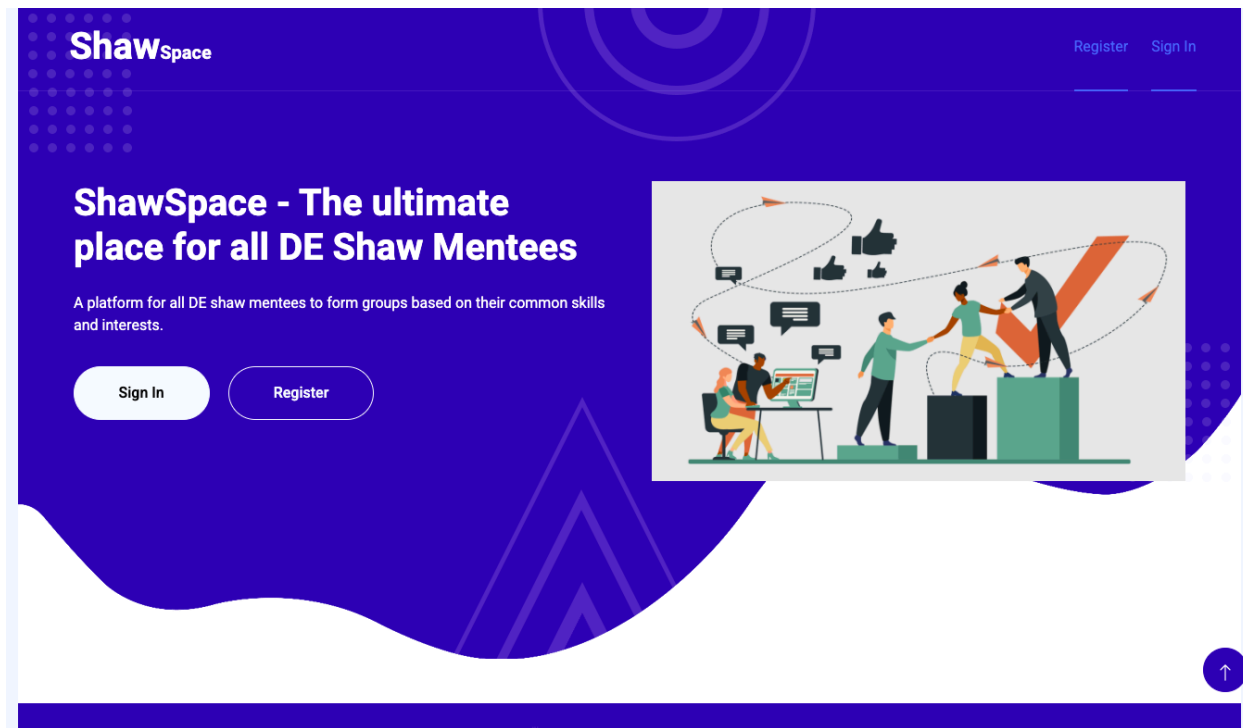 ShawSpace
Register Sign In
ShawSpace - The ultimate
place for all DE Shaw Mentees
A platform for all DE shaw mentees to form groups based on their common skills
and interests.
Sign In Register